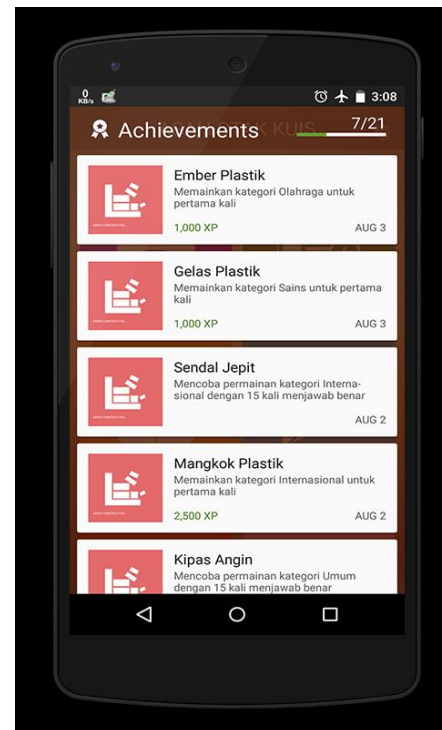 0
KB/s
3:08
Achievements
7/21
Ember Plastik
Memainkan kategori Olahraga untuk
pertama kali
1,000 XP
AUG 3
Gelas Plastik
Memainkan kategori Sains untuk pertama
kali
1,000 XP
AUG 3
Sendal Jepit
Mencoba permainan kategori Interna-
sional dengan 15 kali menjawab benar
AUG 2
Mangkok Plastik
Memainkan kategori Internasional untuk
pertama kali
2,500 XP
AUG 2
Kipas Angin
Mencoba permainan kategori Umum
dengan 15 kali menjawab benar